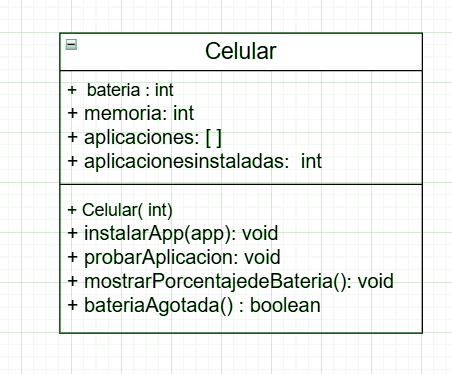 Celular
+ bateria : int
+ memoria: int
+ aplicaciones: [ ]
+ aplicacionesinstaladas: int
+ Celular( int)
+ instalarApp(app): void
+ probarAplicacion: void
+ mostrarPorcentajedeBateria(): void
+ bateriaAgotada() : boolean